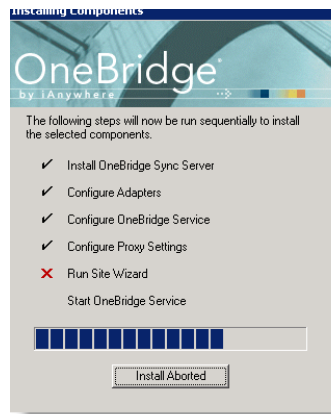 Installing Components
OneBridge
by iAnywhere
The following steps will now be run sequentially to install
the selected components.
Install OneBridge Sync Server
Configure Adapters
Configure OneBridge Service
Configure Proxy Settings
Run Site Wizard
Start OneBridge Service
Install Aborted